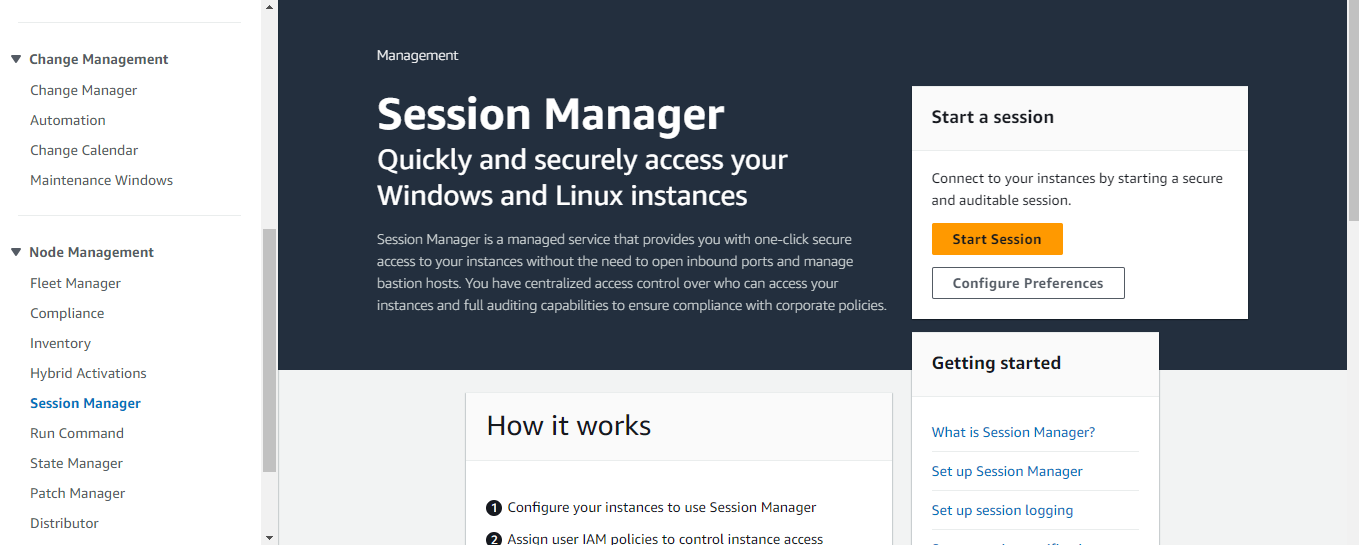 Change Management
Change Manager
Automation
Change Calendar
Maintenance Windows
Node Management
Fleet Manager
Compliance
Inventory
Hybrid Activations
Session Manager
Run Command
State Manager
Patch Manager
Distributor
Management
Session Manager
Quickly and securely access your
Windows and Linux instances
Session Manager is a managed service that provides you with one-click secure
access to your instances without the need to open inbound ports and manage
bastion hosts. You have centralized access control over who can access your
instances and full auditing capabilities to ensure compliance with corporate policies.
Start a session
Connect to your instances by starting a secure
and auditable session.
Start Session
Configure Preferences
How it works
1 Configure your instances to use Session Manager
2 Assign user IAM policies to control instance access
Getting started
What is Session Manager?
Set up Session Manager
Set up session logging